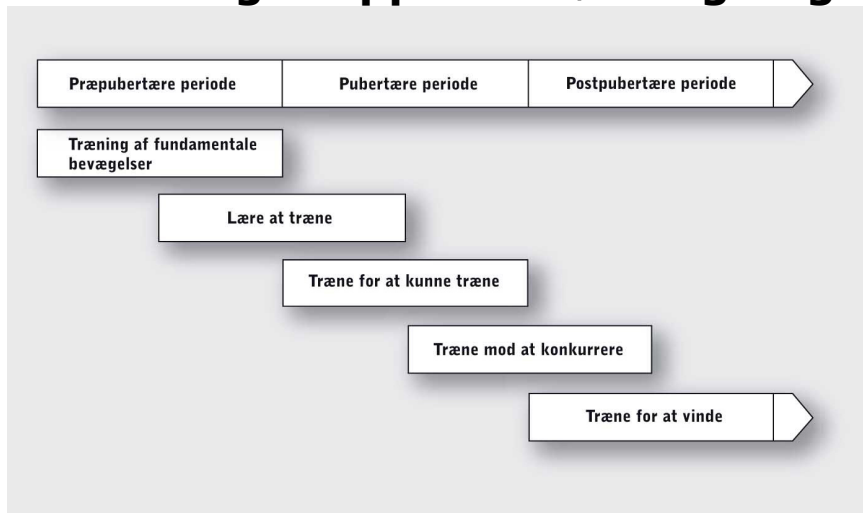 Præpubertære periode
Pubertære periode
Postpubertære periode
Træning af fundamentale
bevægelser
Lære at træne
Træne for at kunne træne
Træne mod at konkurrere
Træne for at vinde